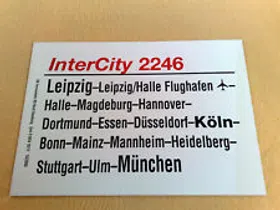 InterCity 2246
Leipzig–Leipzig/Halle Flughafen ✈–
Halle–Magdeburg–Hannover–
Dortmund–Essen–Düsseldorf–Köln–
Bonn–Mainz–Mannheim–Heidelberg–
Stuttgart–Ulm–München